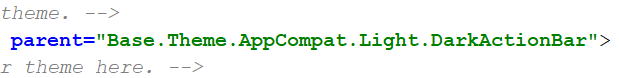 theme. -->
parent="Base.Theme.AppCompat.Light.DarkActionBar">
r theme here. -->